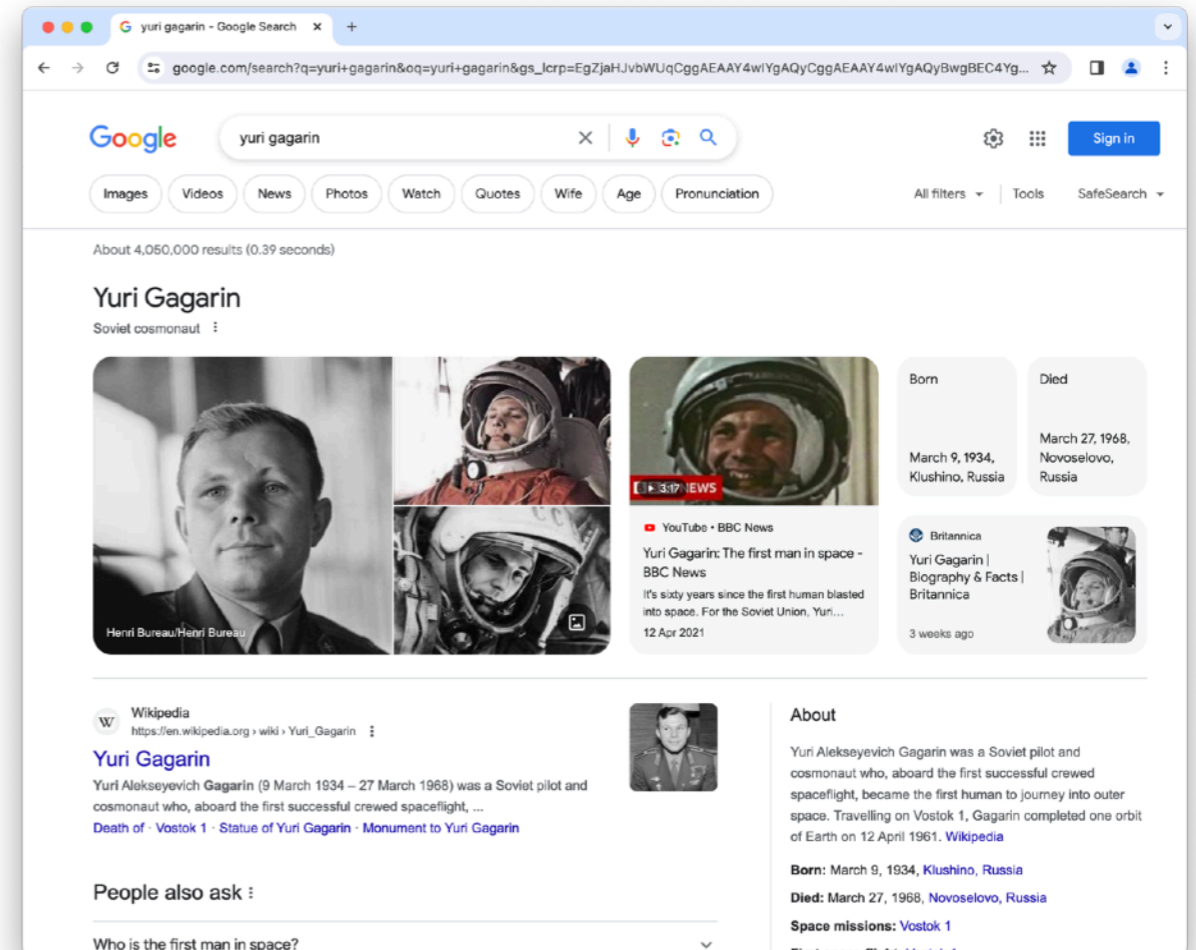 yuri gagarin - Google Search
google.com/search?q=yuri+gagarin&oq=yuri+gagarin&gs_lcrp=EgZjaHJvbWUqCggAEAAY4wIYgAQyCggAEAAY4wIYgAQyBwgBEC4Yg...
Google
yuri gagarin
Sign in
Images
Videos
News
Photos
Watch
Quotes
Wife
Age
Pronunciation
All filters
Tools
SafeSearch
About 4,050,000 results (0.39 seconds)
Yuri Gagarin
Soviet cosmonaut
Henri Bureau/Henri Bureau
3:17
NEWS
YouTube • BBC News
Yuri Gagarin: The first man in space -
BBC News
It's sixty years since the first human blasted
into space. For the Soviet Union, Yuri...
12 Apr 2021
Born
March 9, 1934,
Klushino, Russia
Died
March 27, 1968,
Novoselovo,
Russia
Britannica
Yuri Gagarin |
Biography & Facts |
Britannica
3 weeks ago
W
Wikipedia
https://en.wikipedia.org › wiki › Yuri_Gagarin
Yuri Gagarin
Yuri Alekseyevich Gagarin (9 March 1934 – 27 March 1968) was a Soviet pilot and
cosmonaut who, aboard the first successful crewed spaceflight, ...
Death of · Vostok 1 · Statue of Yuri Gagarin · Monument to Yuri Gagarin
People also ask
Who is the first man in space?
About
Yuri Alekseyevich Gagarin was a Soviet pilot and
cosmonaut who, aboard the first successful crewed
spaceflight, became the first human to journey into outer
space. Travelling on Vostok 1, Gagarin completed one orbit
of Earth on 12 April 1961. Wikipedia
Born: March 9, 1934, Klushino, Russia
Died: March 27, 1968, Novoselovo, Russia
Space missions: Vostok 1